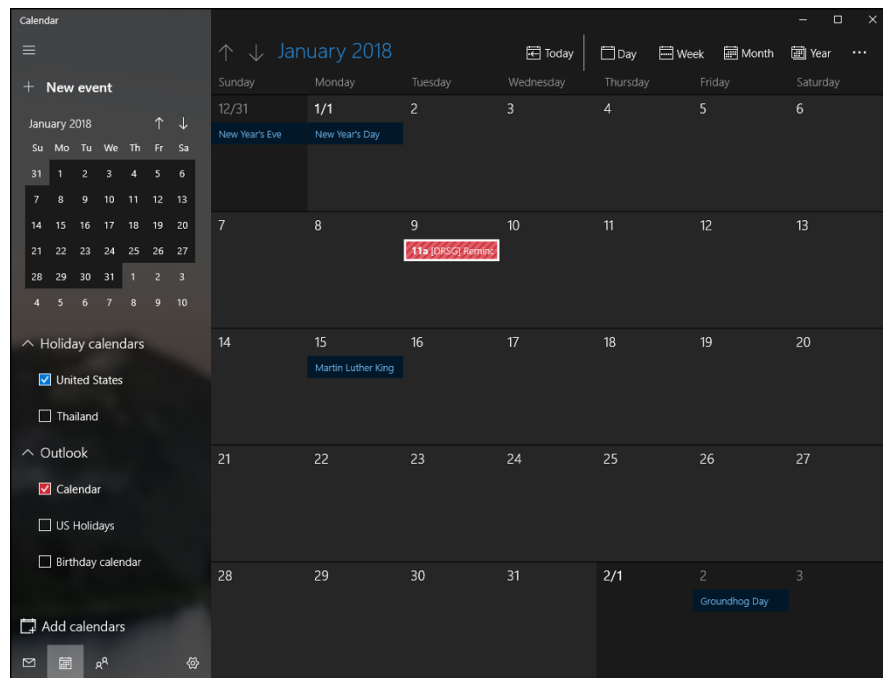 Calendar
+ New event
January 2018
Su Mo Tu We Th Fr Sa
31 1 2 3 4 5 6
7 8 9 10 11 12 13
14 15 16 17 18 19 20
21 22 23 24 25 26 27
28 29 30 31 1 2 3
4 5 6 7 8 9 10
Holiday calendars
United States
Thailand
Outlook
Calendar
US Holidays
Birthday calendar
Add calendars
January 2018 Today Day Week Month Year ...
Sunday Monday Tuesday Wednesday Thursday Friday Saturday
12/31 1/1 2 3 4 5 6
New Year's Eve New Year's Day
7 8 9 10 11 12 13
11a [DRSG]
14 15 16 17 18 19 20
Martin Luther King
21 22 23 24 25 26 27
28 29 30 31 2/1 2 3
Groundhog Day